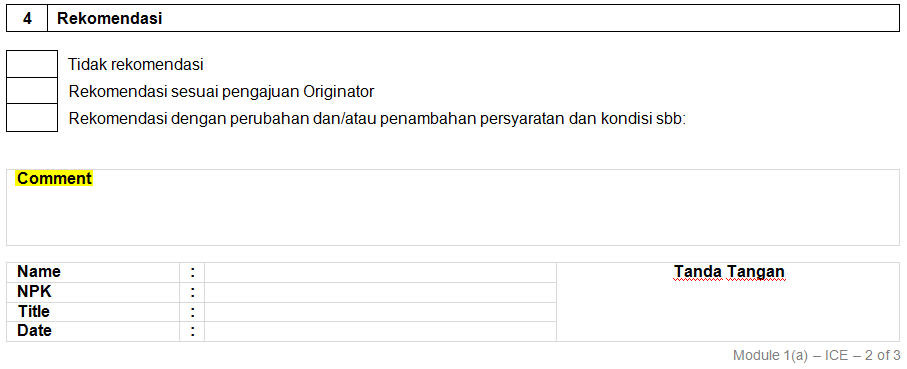 4 Rekomendasi
Tidak rekomendasi
Rekomendasi sesuai pengajuan Originator
Rekomendasi dengan perubahan dan/atau penambahan persyaratan dan kondisi sbb:
Comment
Name : Tanda Tangan
NPK :
Title :
Date :
Module 1(a) – ICE – 2 of 3